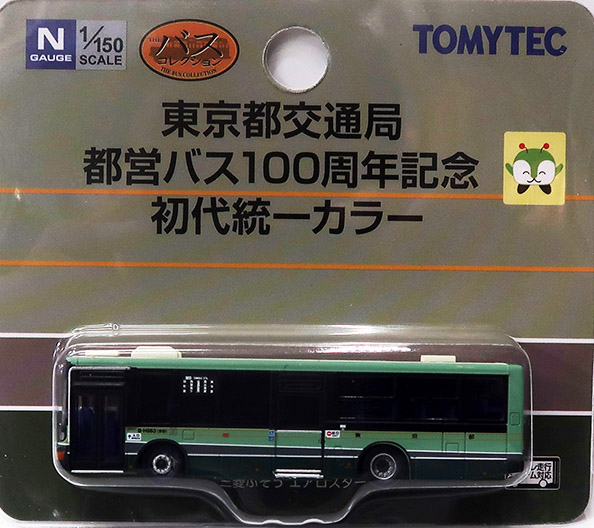 N
GAUGE
1/150
SCALE
バス
コレクション
THE BUS COLLECTION
TOMYTEC
東京都交通局
都営バス100周年記念
初代統一カラー
三菱ふそう エアロスター